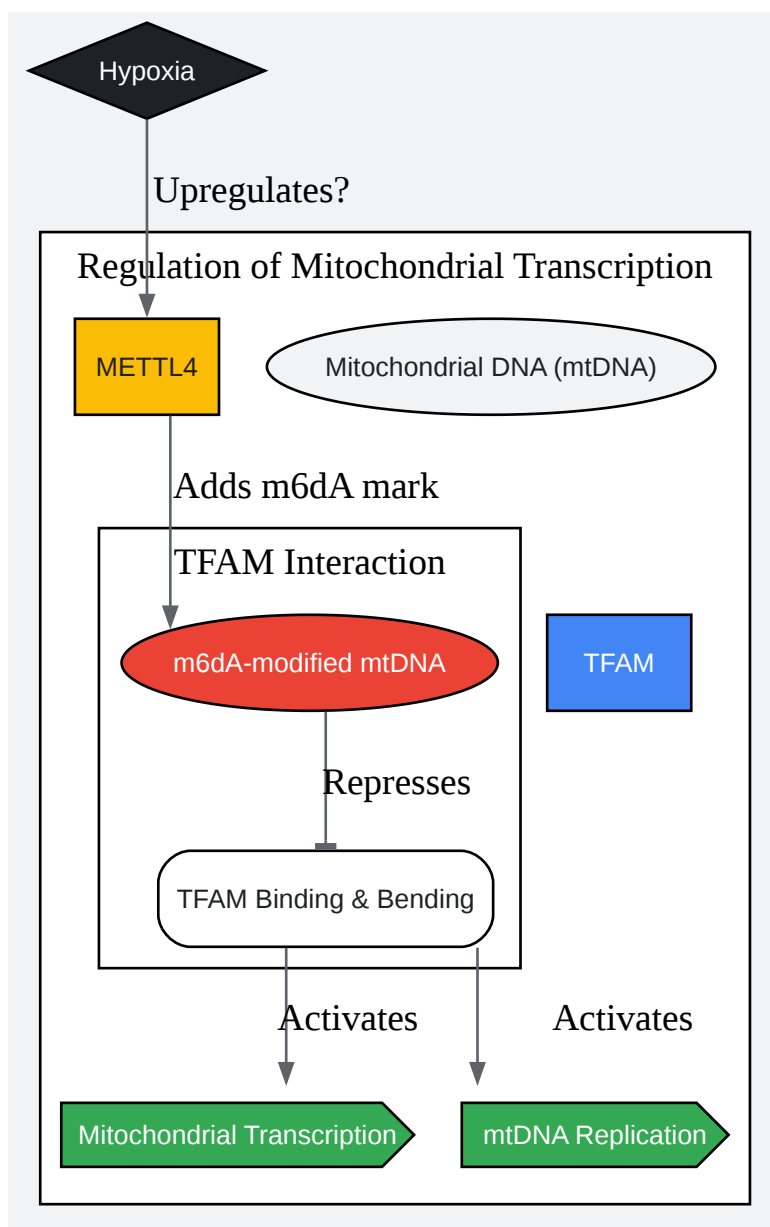 Hypoxia
Upregulates?
Regulation of Mitochondrial Transcription
METTL4
Mitochondrial DNA (mtDNA)
Adds m6dA mark
TFAM Interaction
m6dA-modified mtDNA
TFAM
Represses
TFAM Binding & Bending
Activates
Activates
Mitochondrial Transcription
mtDNA Replication